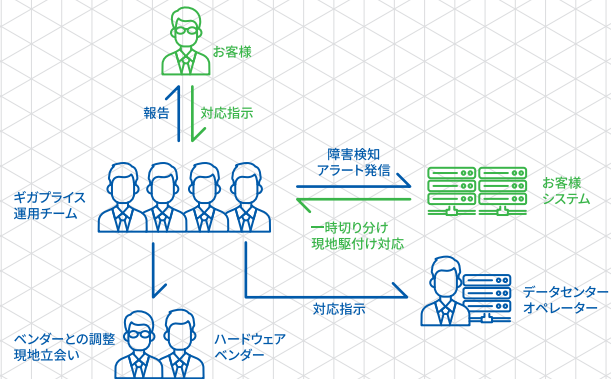 お客様
報告
対応指示
障害検知
アラート発信
ギガプライズ
運用チーム
お客様
システム
一時切り分け
現地駆付け対応
データセンター
オペレーター
対応指示
ベンダーとの調整
現地立会い
ハードウェア
ベンダー